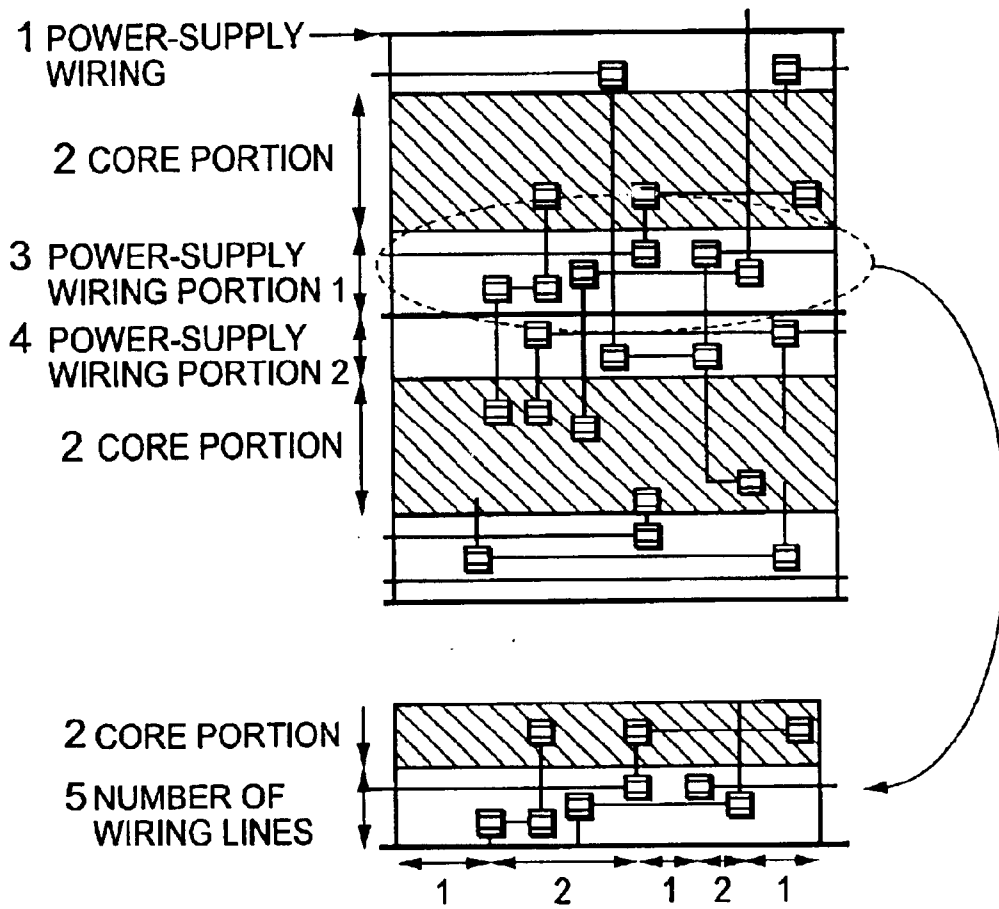 1 POWER-SUPPLY
WIRING
2 CORE PORTION
3 POWER-SUPPLY
WIRING PORTION 1
4 POWER-SUPPLY
WIRING PORTION 2
2 CORE PORTION
2 CORE PORTION
5 NUMBER OF
WIRING LINES
1 2 1 2 1